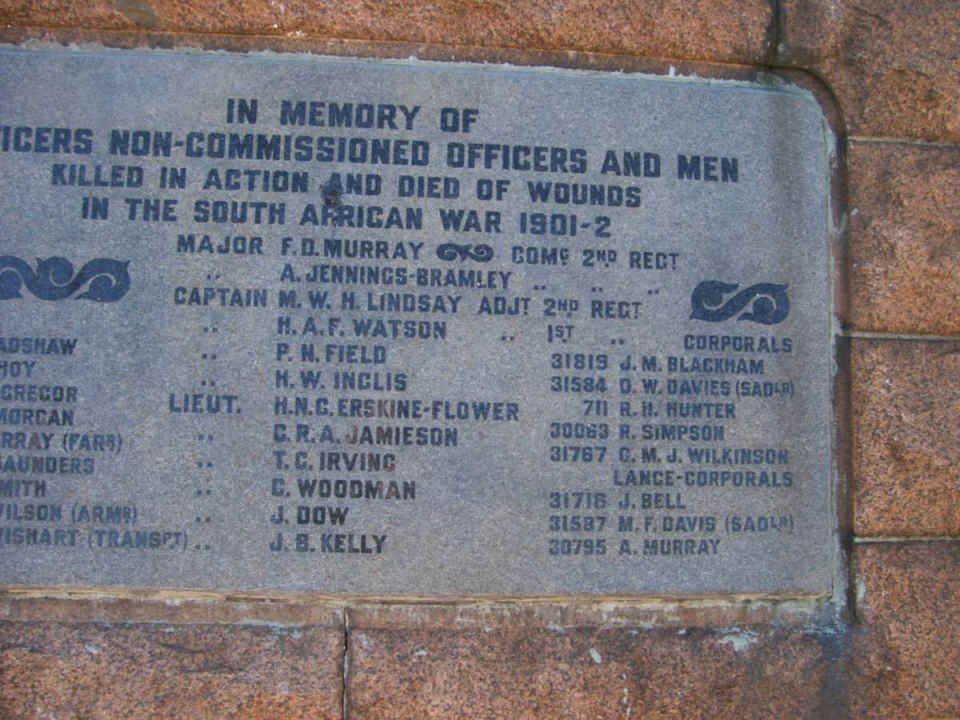 IN MEMORY OF
FICERS NON-COMMISSIONED OFFICERS AND MEN
KILLED IN ACTION AND DIED OF WOUNDS
IN THE SOUTH AFRICAN WAR 1901-2
MAJOR F.D. MURRAY COMG 2ND REGT
" A. JENNINGS-BRAMLEY " " "
CAPTAIN M. W. H. LINDSAY ADJT 2ND REGT
" H. A. F. WATSON " 1ST "
" P. N. FIELD
" H. W. INGLIS
LIEUT. H.N.C. ERSKINE-FLOWER
" C. R. A. JAMIESON
" T. C. IRVING
" C. WOODMAN
" J. DOW
" J. B. KELLY
ADSHAW
HOY
GREGOR
MORGAN
RRAY (FARR)
SAUNDERS
MITH
WILSON (ARMR)
WISHART (TRANSPT)
CORPORALS
31819 J. M. BLACKHAM
31584 O. W. DAVIES (SADLR)
711 R. H. HUNTER
30063 R. SIMPSON
31767 C. M. J. WILKINSON
LANCE-CORPORALS
31716 J. BELL
31587 M. F. DAVIS (SADLR)
30795 A. MURRAY